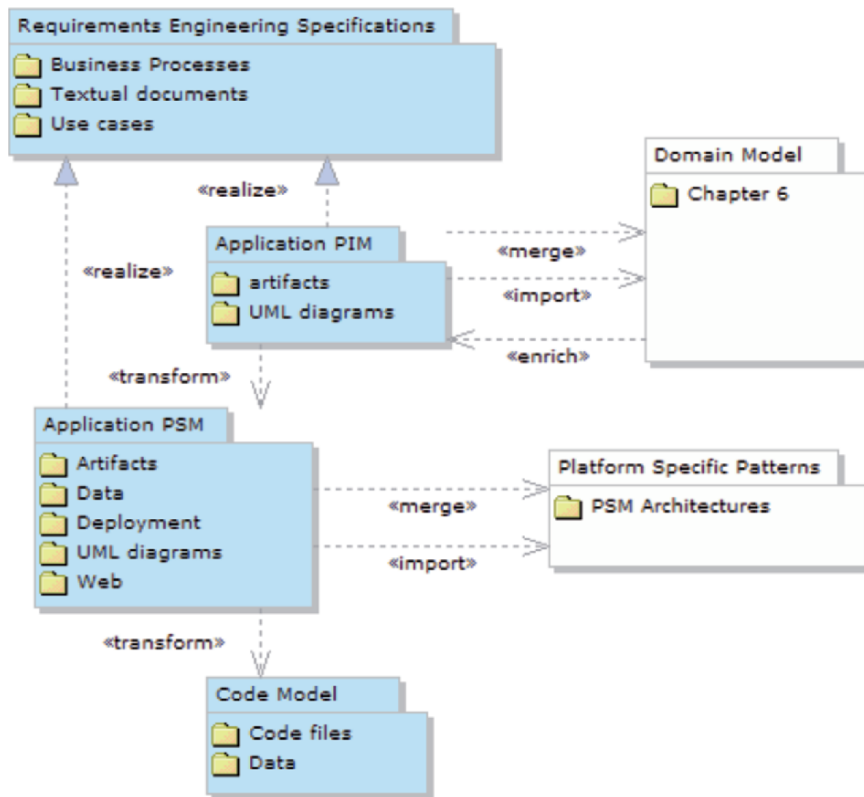 Requirements Engineering Specifications
Business Processes
Textual documents
Use cases
Domain Model
Chapter 6
«realize»
«realize»
Application PIM
artifacts
UML diagrams
«merge»
«import»
«enrich»
«transform»
Application PSM
Artifacts
Data
Deployment
UML diagrams
Web
«merge»
«import»
Platform Specific Patterns
PSM Architectures
«transform»
Code Model
Code files
Data